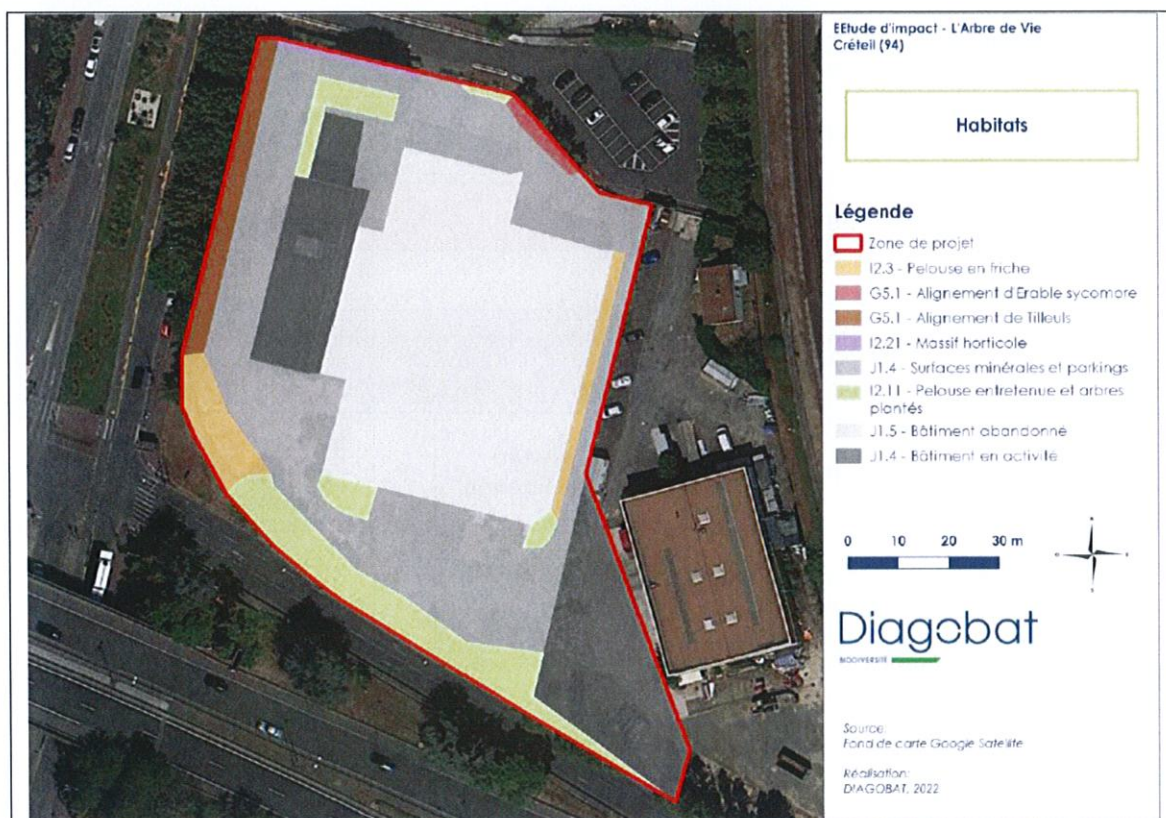 EEtude d'impact - L'Arbre de Vie
Créteil (94)
Habitats
Légende
Zone de projet
I2.3 - Pelouse en friche
G5.1 - Alignement d'Erable sycomore
G5.1 - Alignement de Tilleuls
I2.21 - Massif horticole
J1.4 - Surfaces minérales et parkings
I2.11 - Pelouse entretenue et arbres
plantés
J1.5 - Bâtiment abandonné
J1.4 - Bâtiment en activité
0 10 20 30 m
Diagobat
BIODIVERSITÉ
Source:
Fond de carte Google Satellite
Réalisation:
DIAGOBAT, 2022